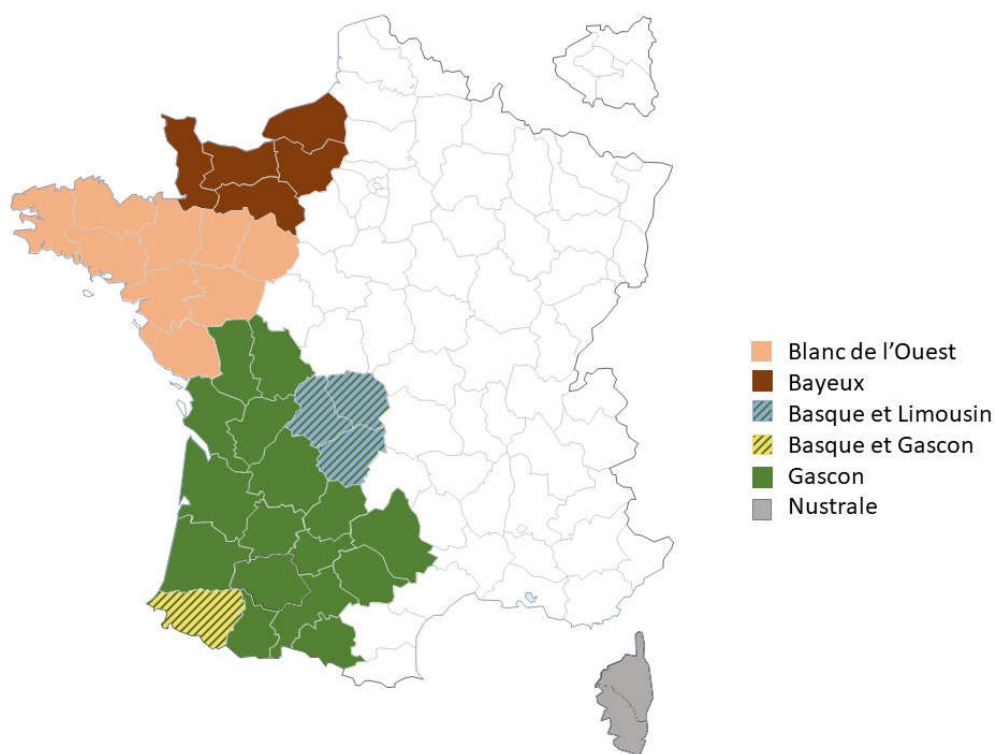 Blanc de l'Ouest
Bayeux
Basque et Limousin
Basque et Gascon
Gascon
Nustrale